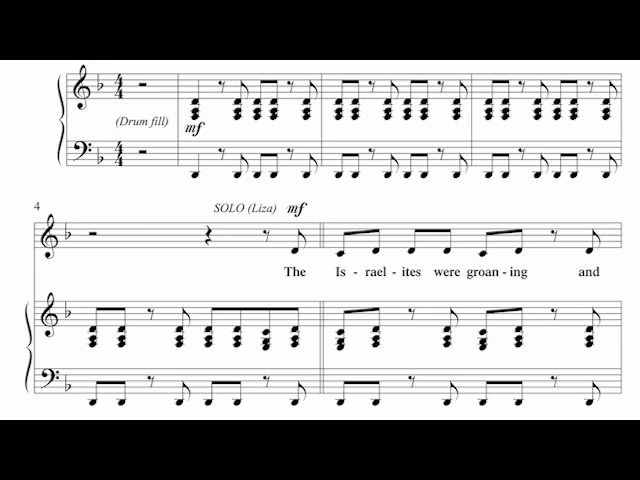 (Drum fill)
mf
4
SOLO (Liza) mf
The Is - rael - ites were groan - ing and